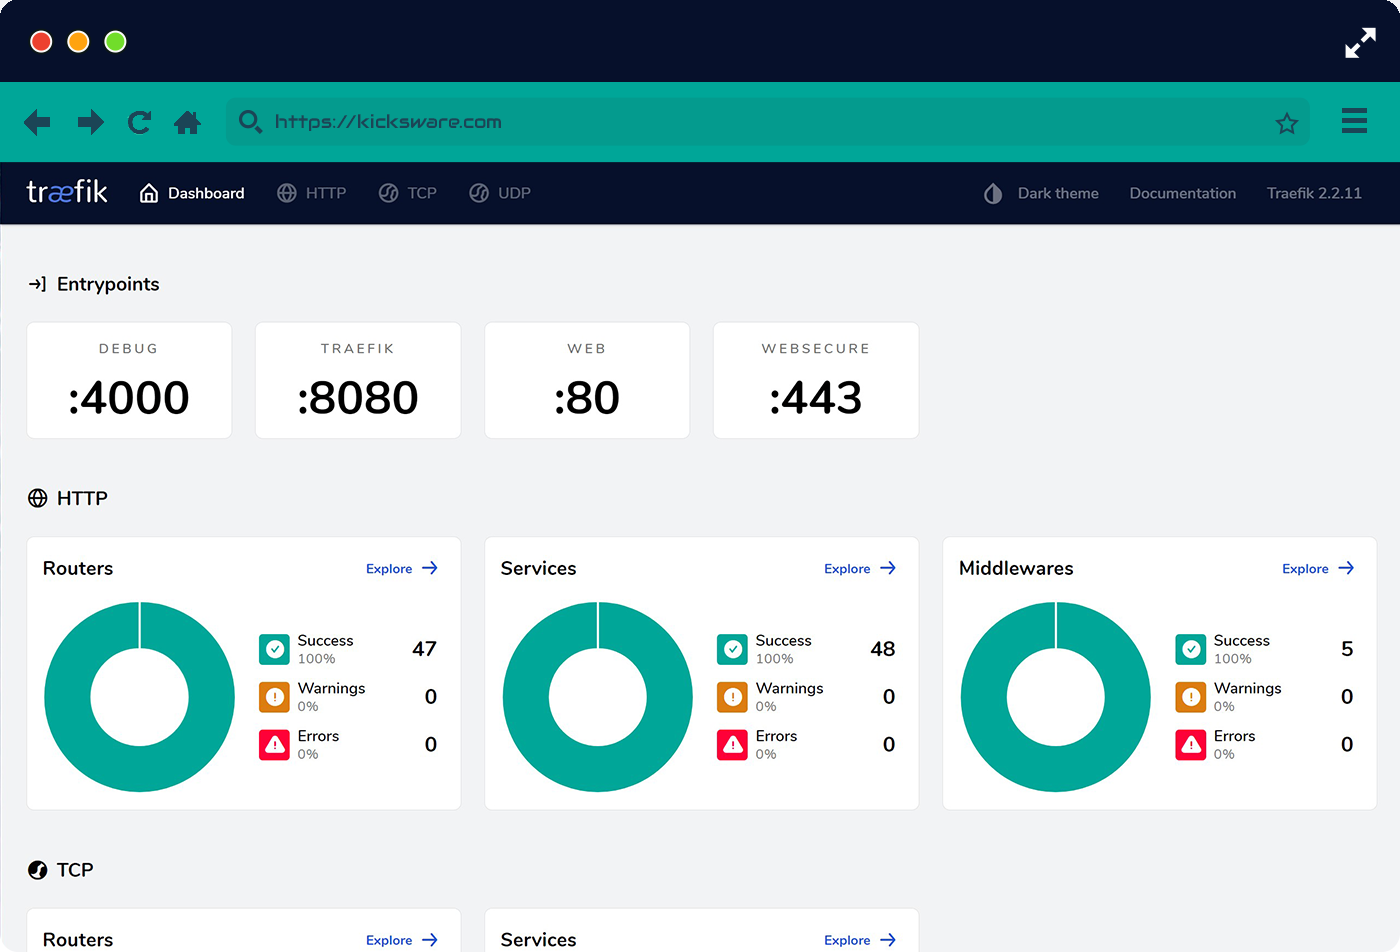 https://kicksware.com
træfik Dashboard HTTP TCP UDP Dark theme Documentation Traefik 2.2.11
Entrypoints
DEBUG
:4000
TRAEFIK
:8080
WEB
:80
WEBSECURE
:443
HTTP
Routers Explore
Success 47
100%
Warnings 0
0%
Errors 0
0%
Services Explore
Success 48
100%
Warnings 0
0%
Errors 0
0%
Middlewares Explore
Success 5
100%
Warnings 0
0%
Errors 0
0%
TCP
Routers Explore
Services Explore